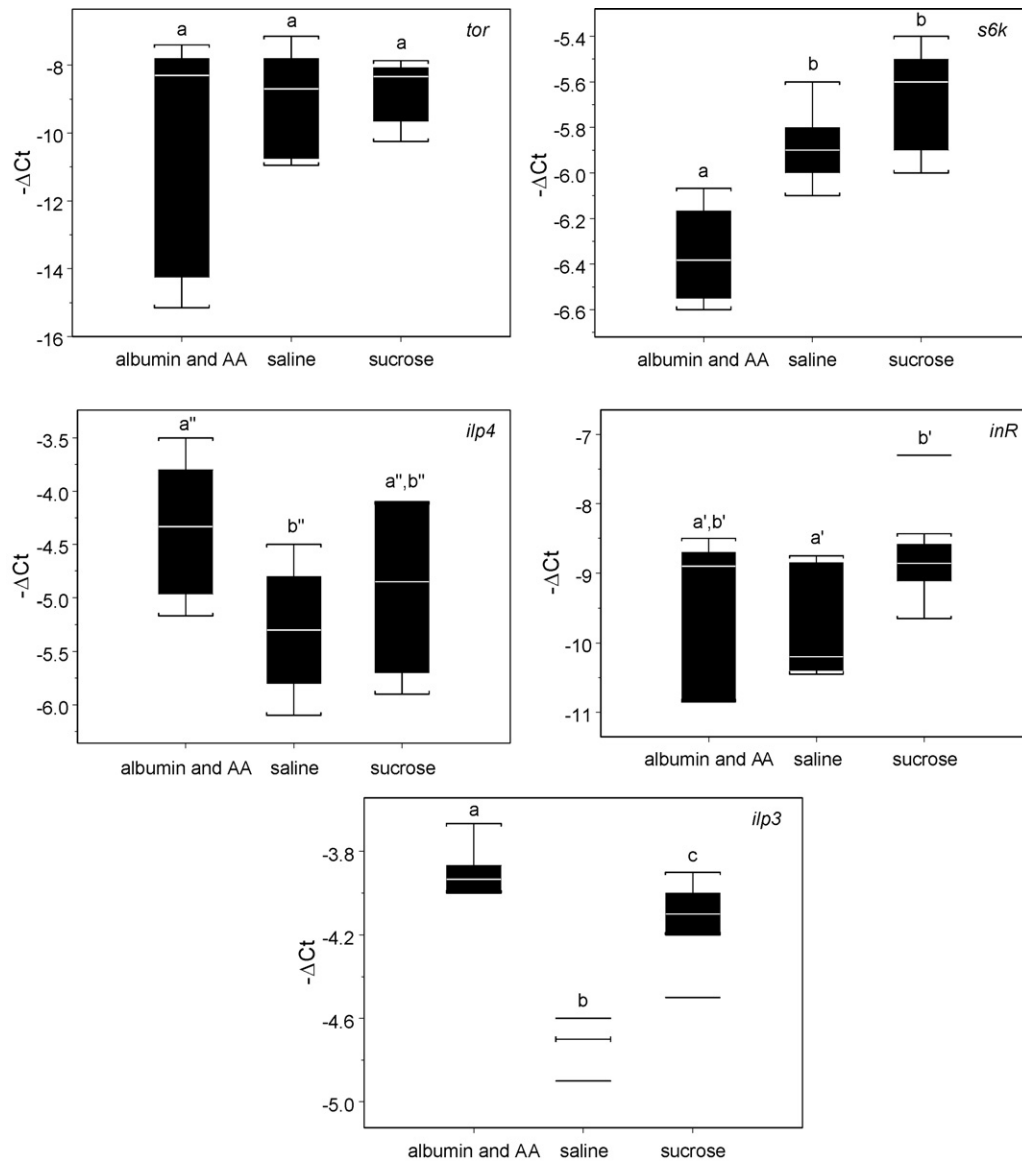 a a a tor
-8
-10
-12
-14
-16
-ΔCt
albumin and AA saline sucrose
b s6k
-5.4
b
-5.6
-5.8
-6.0
a
-6.2
-6.4
-6.6
-ΔCt
albumin and AA saline sucrose
a'' ilp4
-3.5
a'',b''
-4.0
b''
-4.5
-5.0
-5.5
-6.0
-ΔCt
albumin and AA saline sucrose
b' inR
-7
a',b' a'
-8
-9
-10
-11
-ΔCt
albumin and AA saline sucrose
a ilp3
-3.8
c
-4.2
b
-4.6
-5.0
-ΔCt
albumin and AA saline sucrose